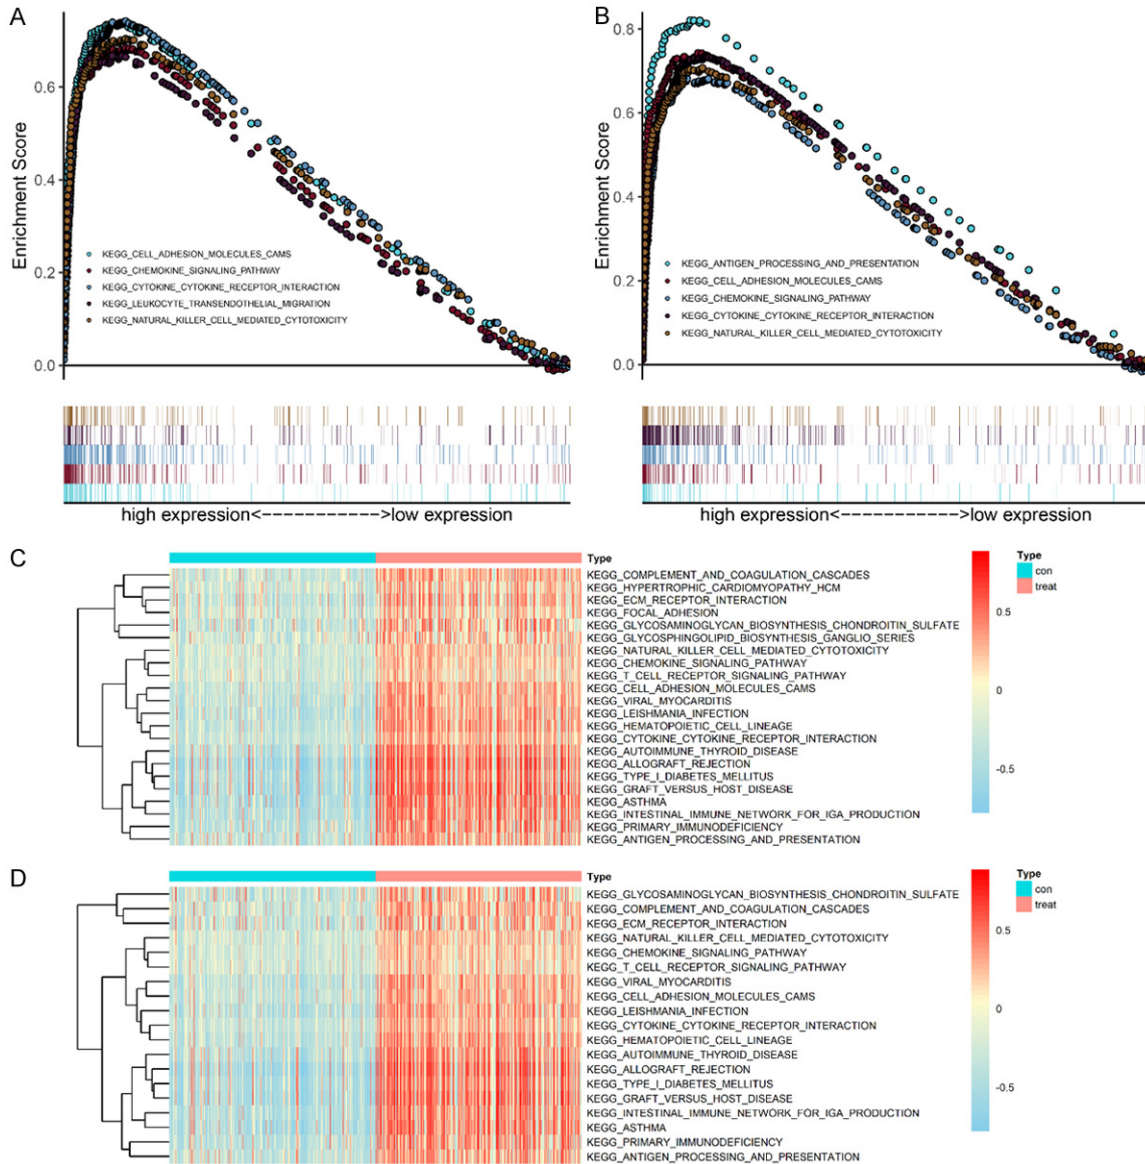 A
Enrichment Score
0.6
0.4
0.2
0.0
KEGG_CELL_ADHESION_MOLECULES_CAMS
KEGG_CHEMOKINE_SIGNALING_PATHWAY
KEGG_CYTOKINE_CYTOKINE_RECEPTOR_INTERACTION
KEGG_LEUKOCYTE_TRANSENDOTHELIAL_MIGRATION
KEGG_NATURAL_KILLER_CELL_MEDIATED_CYTOTOXICITY
high expression<------------>low expression
B
Enrichment Score
0.8
0.6
0.4
0.2
0.0
KEGG_ANTIGEN_PROCESSING_AND_PRESENTATION
KEGG_CELL_ADHESION_MOLECULES_CAMS
KEGG_CHEMOKINE_SIGNALING_PATHWAY
KEGG_CYTOKINE_CYTOKINE_RECEPTOR_INTERACTION
KEGG_NATURAL_KILLER_CELL_MEDIATED_CYTOTOXICITY
high expression<------------>low expression
C
Type
KEGG_COMPLEMENT_AND_COAGULATION_CASCADES
KEGG_HYPERTROPHIC_CARDIOMYOPATHY_HCM
KEGG_ECM_RECEPTOR_INTERACTION
KEGG_FOCAL_ADHESION
KEGG_GLYCOSAMINOGLYCAN_BIOSYNTHESIS_CHONDROITIN_SULFATE
KEGG_GLYCOSPHINGOLIPID_BIOSYNTHESIS_GANGLIO_SERIES
KEGG_NATURAL_KILLER_CELL_MEDIATED_CYTOTOXICITY
KEGG_CHEMOKINE_SIGNALING_PATHWAY
KEGG_T_CELL_RECEPTOR_SIGNALING_PATHWAY
KEGG_CELL_ADHESION_MOLECULES_CAMS
KEGG_VIRAL_MYOCARDITIS
KEGG_LEISHMANIA_INFECTION
KEGG_HEMATOPOIETIC_CELL_LINEAGE
KEGG_CYTOKINE_CYTOKINE_RECEPTOR_INTERACTION
KEGG_AUTOIMMUNE_THYROID_DISEASE
KEGG_ALLOGRAFT_REJECTION
KEGG_TYPE_I_DIABETES_MELLITUS
KEGG_GRAFT_VERSUS_HOST_DISEASE
KEGG_ASTHMA
KEGG_INTESTINAL_IMMUNE_NETWORK_FOR_IGA_PRODUCTION
KEGG_PRIMARY_IMMUNODEFICIENCY
KEGG_ANTIGEN_PROCESSING_AND_PRESENTATION
0.5
0
-0.5
Type
con
treat
D
Type
KEGG_GLYCOSAMINOGLYCAN_BIOSYNTHESIS_CHONDROITIN_SULFATE
KEGG_COMPLEMENT_AND_COAGULATION_CASCADES
KEGG_ECM_RECEPTOR_INTERACTION
KEGG_NATURAL_KILLER_CELL_MEDIATED_CYTOTOXICITY
KEGG_CHEMOKINE_SIGNALING_PATHWAY
KEGG_T_CELL_RECEPTOR_SIGNALING_PATHWAY
KEGG_VIRAL_MYOCARDITIS
KEGG_CELL_ADHESION_MOLECULES_CAMS
KEGG_LEISHMANIA_INFECTION
KEGG_CYTOKINE_CYTOKINE_RECEPTOR_INTERACTION
KEGG_HEMATOPOIETIC_CELL_LINEAGE
KEGG_AUTOIMMUNE_THYROID_DISEASE
KEGG_ALLOGRAFT_REJECTION
KEGG_TYPE_I_DIABETES_MELLITUS
KEGG_GRAFT_VERSUS_HOST_DISEASE
KEGG_INTESTINAL_IMMUNE_NETWORK_FOR_IGA_PRODUCTION
KEGG_ASTHMA
KEGG_PRIMARY_IMMUNODEFICIENCY
KEGG_ANTIGEN_PROCESSING_AND_PRESENTATION
0.5
0
-0.5
Type
con
treat